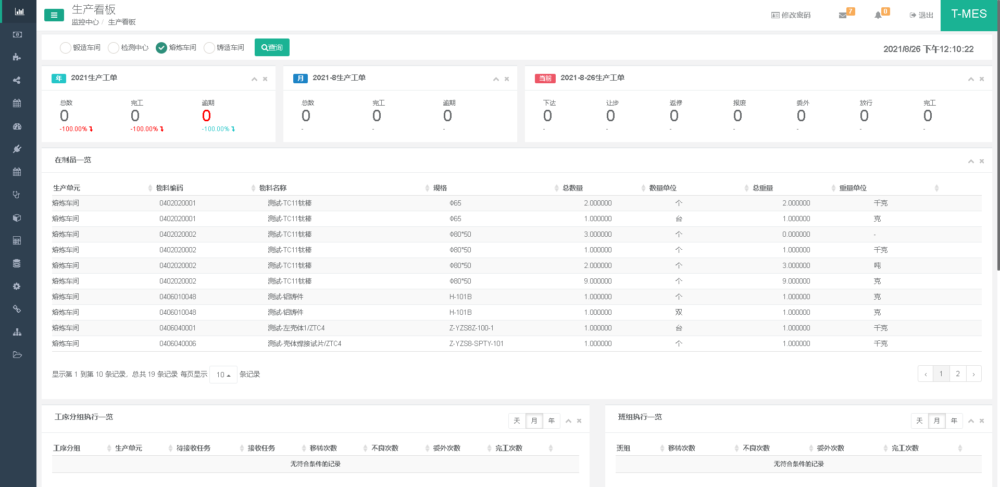 生产看板
监控中心 / 生产看板
修改密码 7 0 退出 T-MES
锻造车间 检测中心 熔炼车间 铸造车间 查询
2021/8/26 下午12:10:22
年 2021生产工单
总数 完工 逾期
0 0 0
-100.00% -100.00% -100.00%
月 2021-8生产工单
总数 完工 逾期
0 0 0
- - -
当前 2021-8-26生产工单
下达 让步 返修 报废 委外 放行 完工
0 0 0 0 0 0 0
- - - - - - -
在制品一览
生产单元 物料编码 物料名称 规格 总数量 数量单位 总重量 重量单位
熔炼车间 0402020001 测试-TC11钛棒 Φ65 2.000000 个 2.000000 千克
熔炼车间 0402020001 测试-TC11钛棒 Φ65 1.000000 台 1.000000 克
熔炼车间 0402020002 测试-TC11钛棒 Φ80*50 3.000000 个 0.000000 -
熔炼车间 0402020002 测试-TC11钛棒 Φ80*50 1.000000 个 1.000000 千克
熔炼车间 0402020002 测试-TC11钛棒 Φ80*50 2.000000 个 3.000000 吨
熔炼车间 0402020002 测试-TC11钛棒 Φ80*50 9.000000 个 9.000000 克
熔炼车间 0406010048 测试-铝铸件 H-101B 1.000000 个 1.000000 克
熔炼车间 0406010048 测试-铝铸件 H-101B 1.000000 双 1.000000 克
熔炼车间 0406040001 测试-左壳体1/ZTC4 Z-YZS8Z-100-1 1.000000 台 1.000000 千克
熔炼车间 0406040006 测试-壳体焊接试片/ZTC4 Z-YZS8-SPTY-101 1.000000 个 1.000000 千克
显示第 1 到第 10 条记录，总共 19 条记录 每页显示 10 条记录
‹ 1 2 ›
工序分组执行一览 天 月 年
工序分组 生产单元 待接收任务 接收任务 移转次数 不良次数 委外次数 完工次数
无符合条件的记录
班组执行一览 天 月 年
班组 移转次数 不良次数 委外次数 完工次数
无符合条件的记录